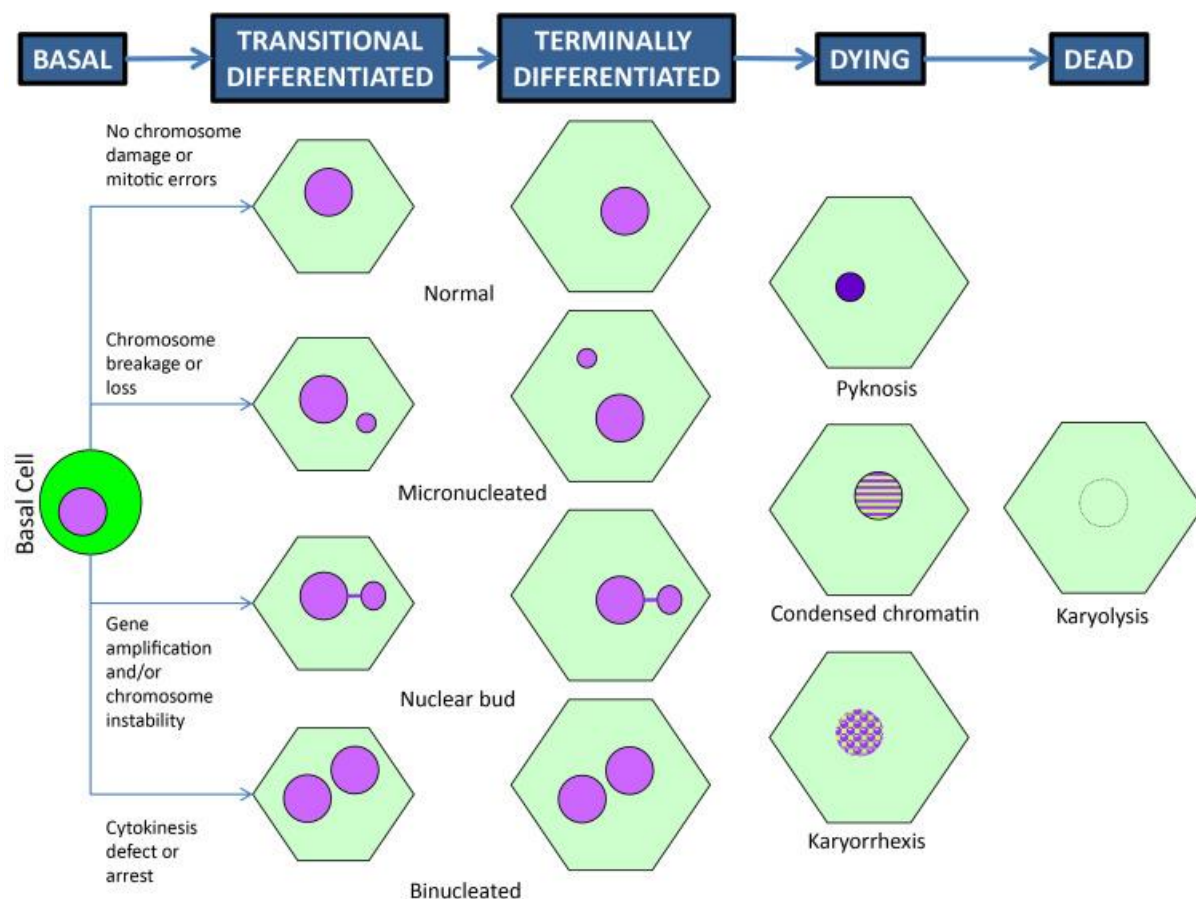 BASAL
TRANSITIONAL
DIFFERENTIATED
TERMINALLY
DIFFERENTIATED
DYING
DEAD
No chromosome
damage or
mitotic errors
Normal
Chromosome
breakage or
loss
Pyknosis
Micronucleated
Basal Cell
Condensed chromatin
Karyolysis
Gene
amplification
and/or
chromosome
instability
Nuclear bud
Karyorrhexis
Cytokinesis
defect or
arrest
Binucleated